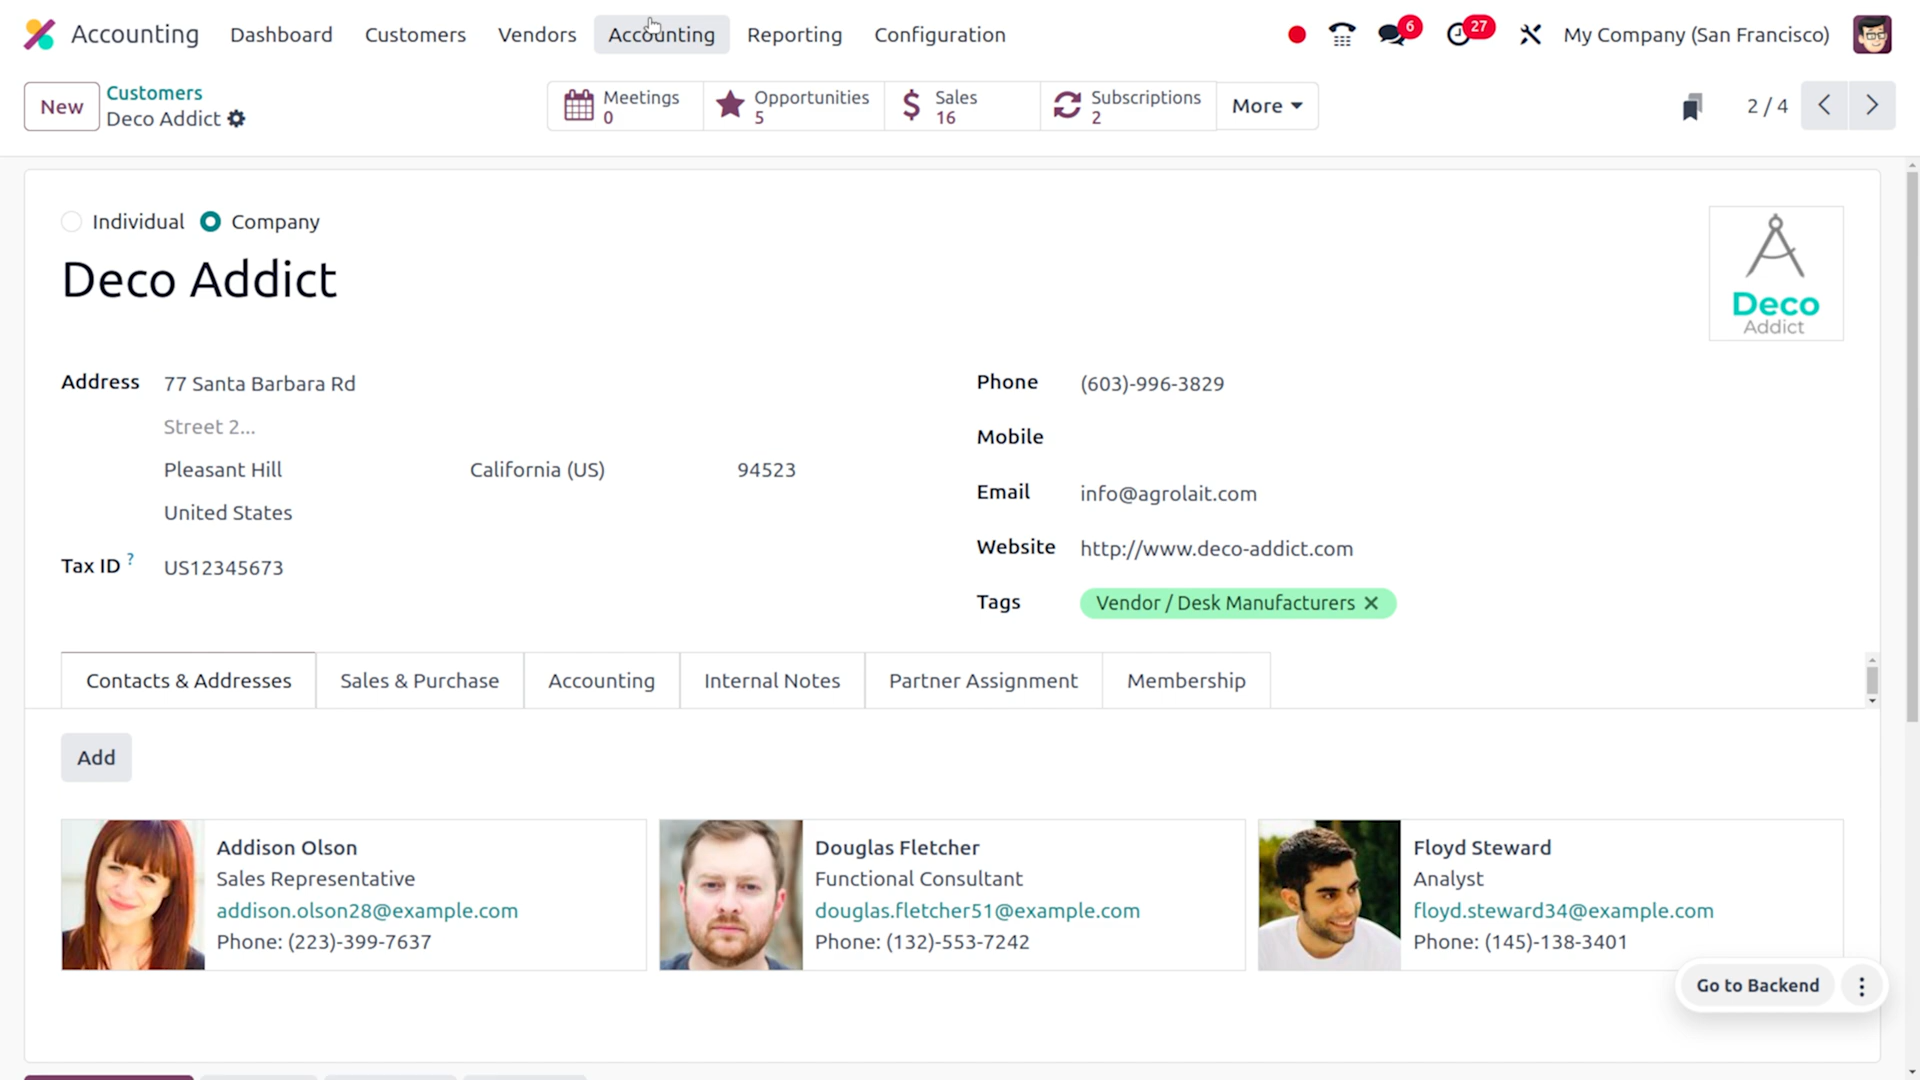 Accounting Dashboard Customers Vendors Accounting Reporting Configuration 6 27 My Company (San Francisco)
New Customers Meetings Opportunities Sales Subscriptions More 2 / 4
Deco Addict 0 5 16 2
Individual Company
Deco Addict
Deco
Addict
Address 77 Santa Barbara Rd Phone (603)-996-3829
Street 2...
Mobile
Pleasant Hill California (US) 94523
Email info@agrolait.com
United States
Website http://www.deco-addict.com
Tax ID ? US12345673
Tags Vendor / Desk Manufacturers
Contacts & Addresses Sales & Purchase Accounting Internal Notes Partner Assignment Membership
Add
Addison Olson
Sales Representative
addison.olson28@example.com
Phone: (223)-399-7637
Douglas Fletcher
Functional Consultant
douglas.fletcher51@example.com
Phone: (132)-553-7242
Floyd Steward
Analyst
floyd.steward34@example.com
Phone: (145)-138-3401
Go to Backend